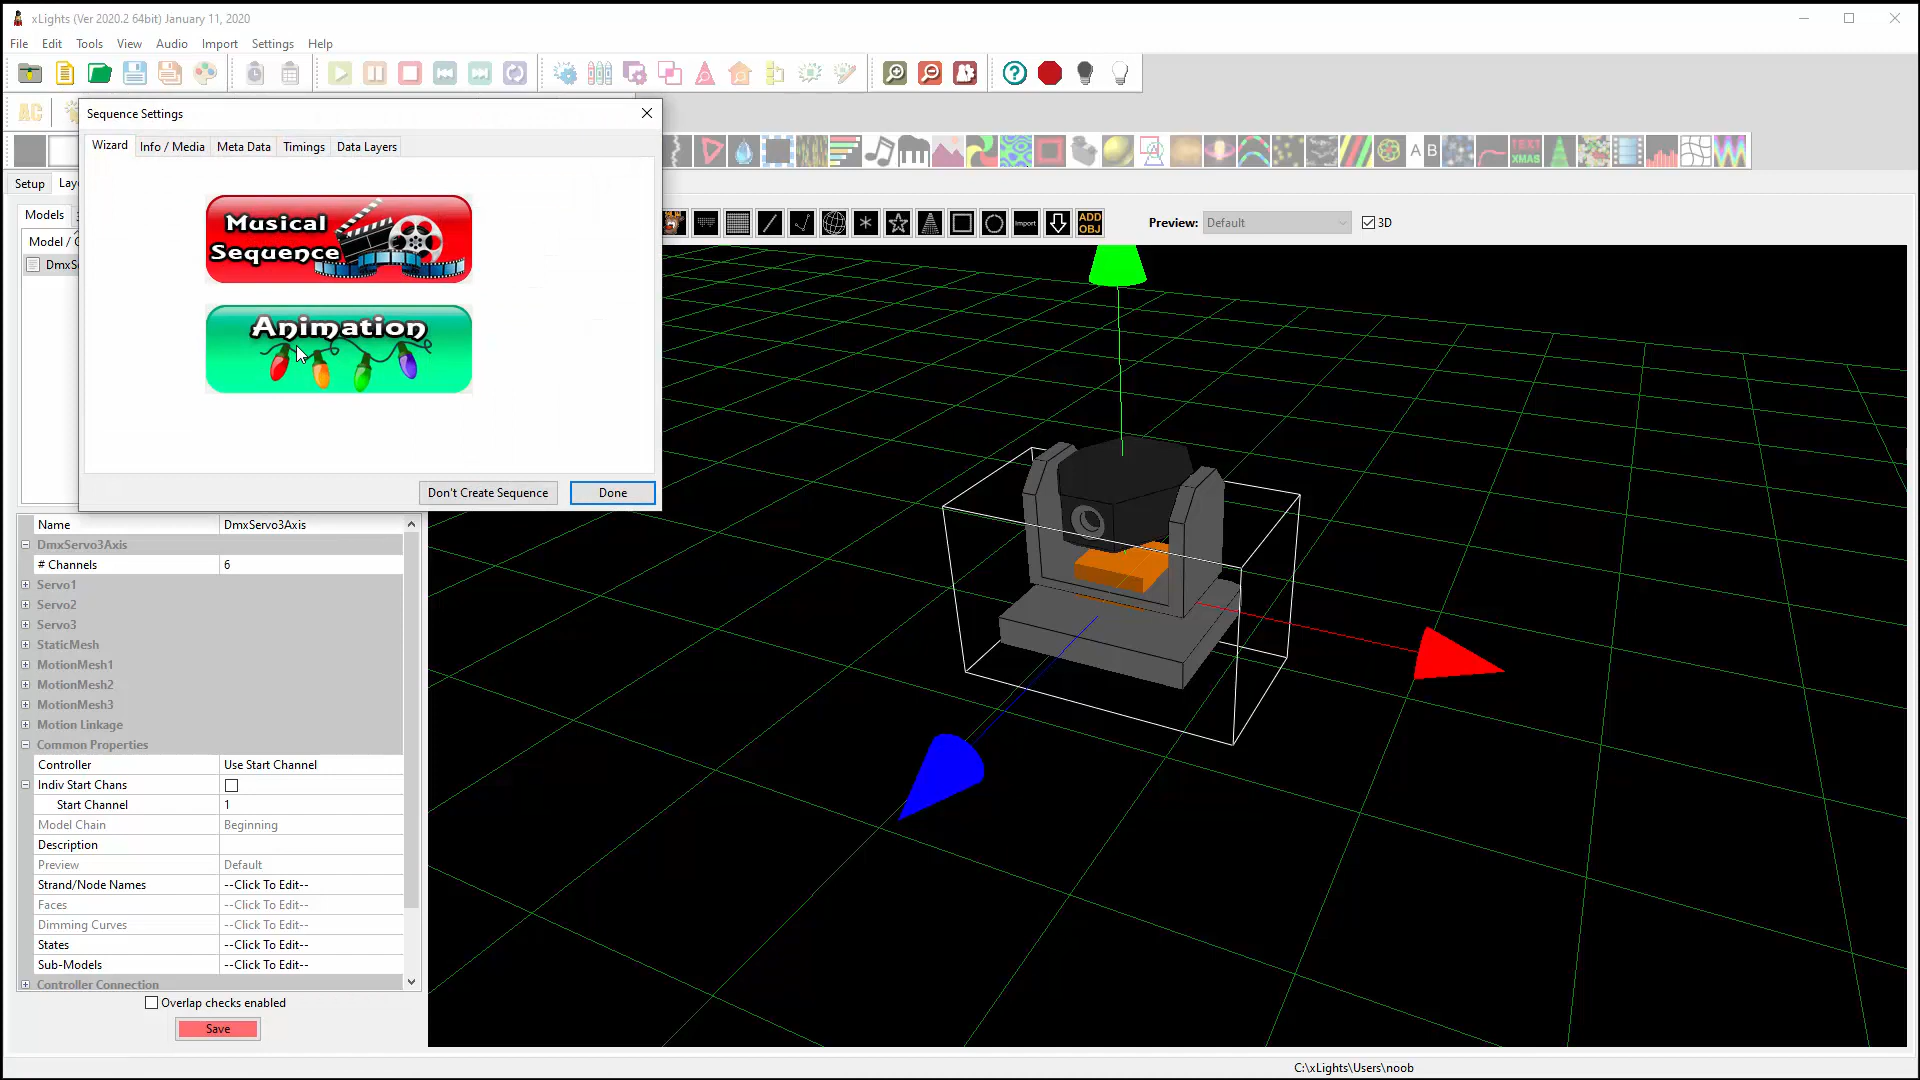 xLights (Ver 2020.2 64bit) January 11, 2020
File Edit Tools View Audio Import Settings Help
AC
Sequence Settings
Wizard Info / Media Meta Data Timings Data Layers
Musical
Sequence
Animation
Don't Create Sequence Done
A B
TEXT
XMAS
Setup
Models
Import
ADD
OBJ
Preview: Default 3D
Model /
Name DmxServo3Axis
DmxServo3Axis
# Channels 6
Servo1
Servo2
Servo3
StaticMesh
MotionMesh1
MotionMesh2
MotionMesh3
Motion Linkage
Common Properties
Controller Use Start Channel
Indiv Start Chans
Start Channel 1
Model Chain Beginning
Description
Preview Default
Strand/Node Names --Click To Edit--
Faces --Click To Edit--
Dimming Curves --Click To Edit--
States --Click To Edit--
Sub-Models --Click To Edit--
Controller Connection
Overlap checks enabled
Save
C:\xLights\Users\noob